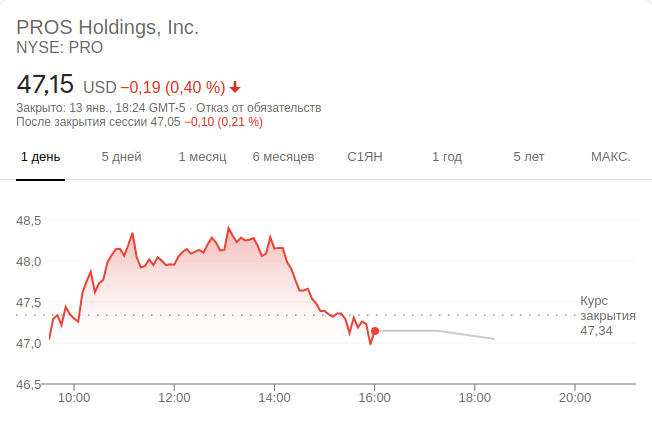 PROS Holdings, Inc.
NYSE: PRO
47,15 USD −0,19 (0,40 %)
Закрыто: 13 янв., 18:24 GMT-5 · Отказ от обязательств
После закрытия сессии 47,05 −0,10 (0,21 %)
1 день 5 дней 1 месяц 6 месяцев С1ЯН 1 год 5 лет МАКС.
48,5
48,0
47,5
47,0
46,5
Курс
закрытия
47,34
10:00 12:00 14:00 16:00 18:00 20:00